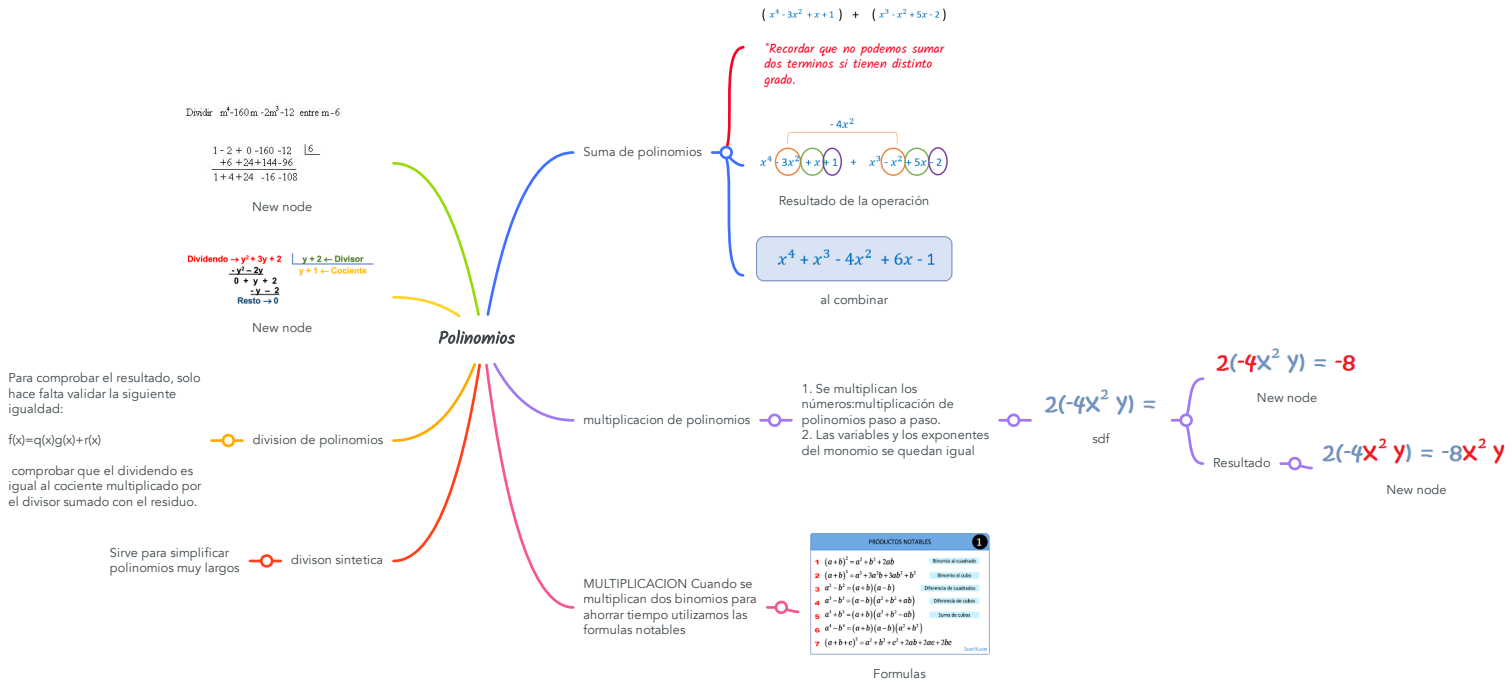 ( x⁴ - 3x² + x + 1 ) + ( x³ - x² + 5x - 2 )
*Recordar que no podemos sumar
dos terminos si tienen distinto
grado.
- 4x²
x⁴ - 3x² + x + 1 + x³ - x² + 5x - 2
Resultado de la operación
x⁴ + x³ - 4x² + 6x - 1
al combinar
Suma de polinomios
Dividir m⁴-160m -2m³-12 entre m-6
1 - 2 + 0 -160 -12 |6
+6 +24+144-96
1+4+24 -16 -108
New node
Dividendo → y² + 3y + 2 y + 2 ← Divisor
- y² – 2y y + 1 ← Cociente
0 + y + 2
- y – 2
Resto → 0
New node
Polinomios
Para comprobar el resultado, solo
hace falta validar la siguiente
igualdad:
f(x)=q(x)g(x)+r(x)
comprobar que el dividendo es
igual al cociente multiplicado por
el divisor sumado con el residuo.
division de polinomios
Sirve para simplificar
polinomios muy largos
divison sintetica
multiplicacion de polinomios
1. Se multiplican los
números:multiplicación de
polinomios paso a paso.
2. Las variables y los exponentes
del monomio se quedan igual
2(-4x² y) =
sdf
2(-4x² y) = -8
New node
Resultado
2(-4x² y) = -8x² y
New node
MULTIPLICACION Cuando se
multiplican dos binomios para
ahorrar tiempo utilizamos las
formulas notables
PRODUCTOS NOTABLES 1
1 (a+b)² = a² + b² + 2ab Binomio al cuadrado
2 (a+b)³ = a³ + 3a²b + 3ab² + b³ Binomio al cubo
3 a² – b² = (a+b)(a–b) Diferencia de cuadrados
4 a³ – b³ = (a–b)(a² + b² + ab) Diferencia de cubos
5 a³ + b³ = (a+b)(a² + b² – ab) Suma de cubos
6 a⁴ – b⁴ = (a+b)(a–b)(a² + b²)
7 (a+b+c)² = a² + b² + c² + 2ab + 2ac + 2bc
Formulas